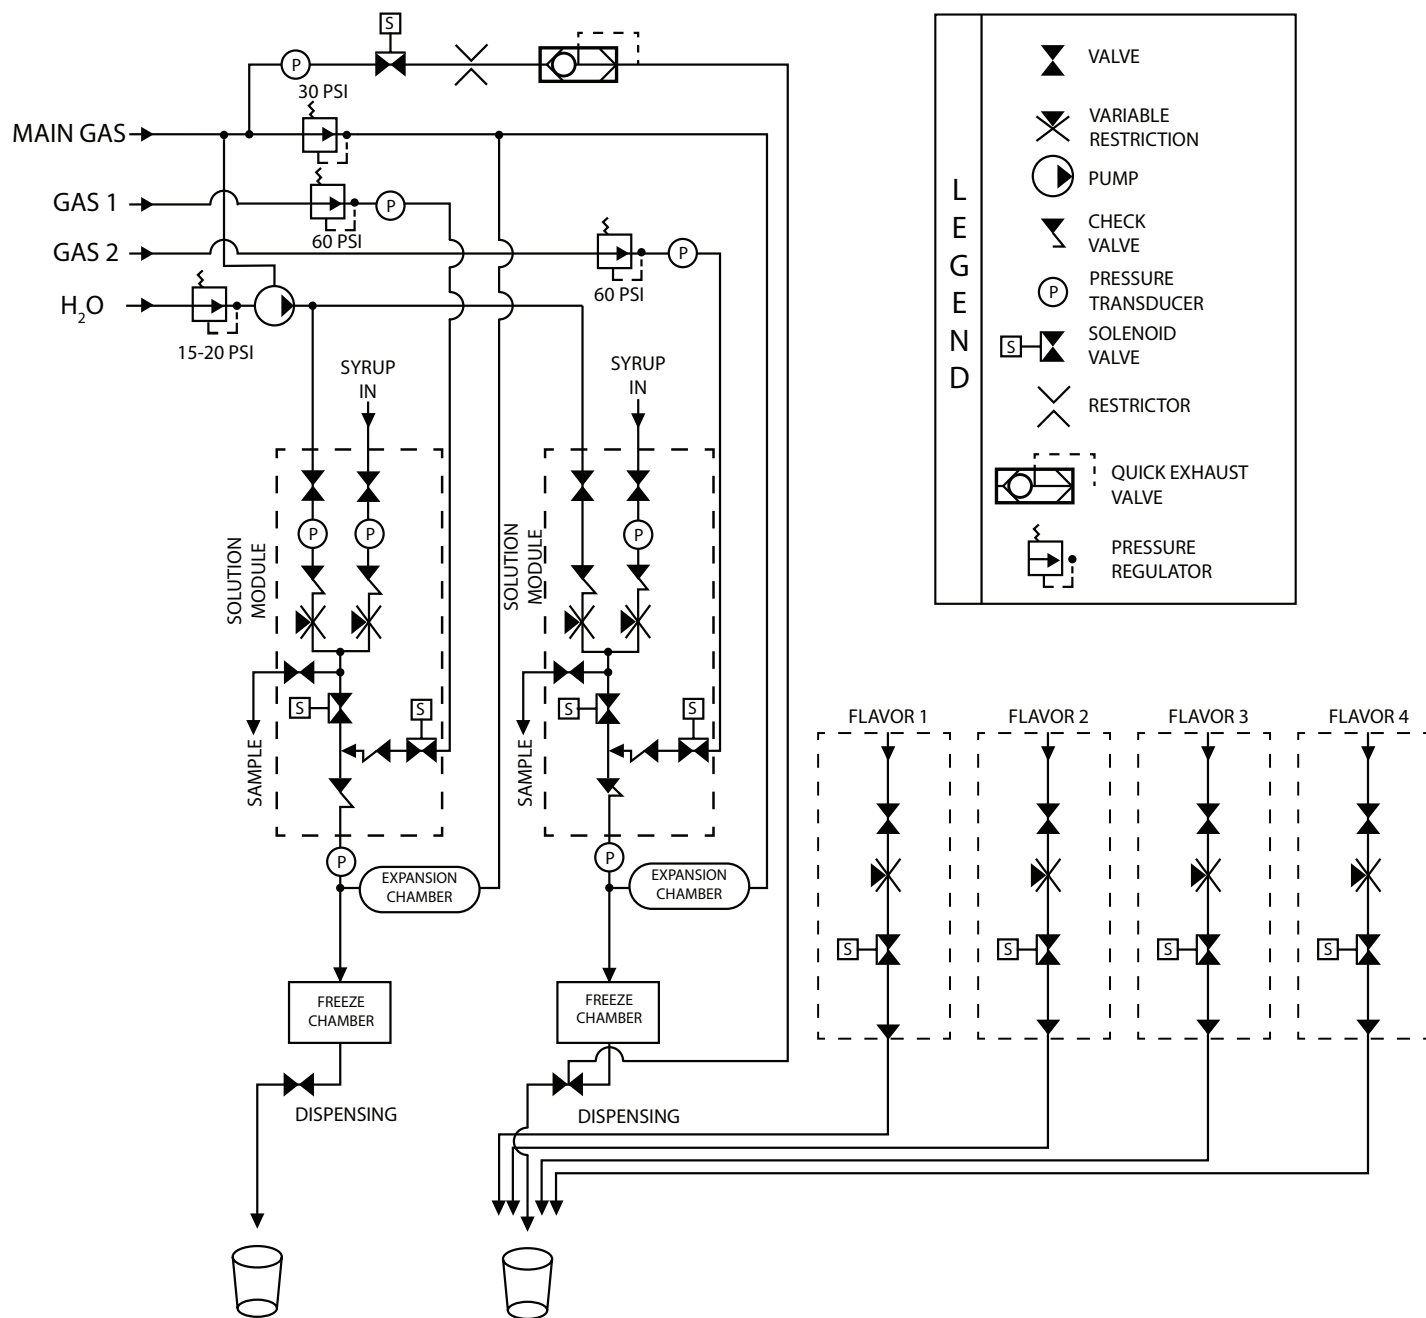 S
P
30 PSI
MAIN GAS
GAS 1
P
60 PSI
GAS 2
P
60 PSI
H₂O
15-20 PSI
SYRUP
IN
SYRUP
IN
SOLUTION
MODULE
P
P
S
S
SAMPLE
P
EXPANSION
CHAMBER
FREEZE
CHAMBER
DISPENSING
SOLUTION
MODULE
P
S
S
SAMPLE
P
EXPANSION
CHAMBER
FREEZE
CHAMBER
DISPENSING
LEGEND
VALVE
VARIABLE
RESTRICTION
PUMP
CHECK
VALVE
P
PRESSURE
TRANSDUCER
S
SOLENOID
VALVE
RESTRICTOR
QUICK EXHAUST
VALVE
PRESSURE
REGULATOR
FLAVOR 1
FLAVOR 2
FLAVOR 3
FLAVOR 4
S
S
S
S